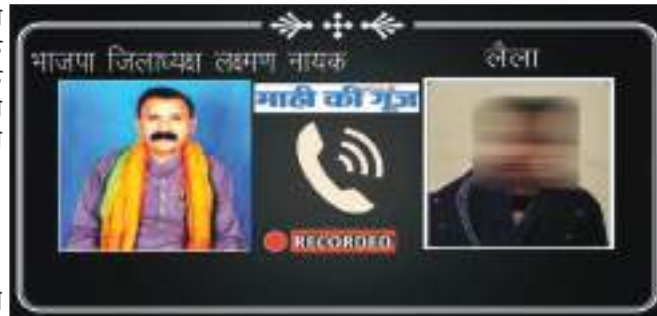 भाजपा जिलाध्यक्ष लक्ष्मण नायक
लैला
माही की गूंज
RECORDED